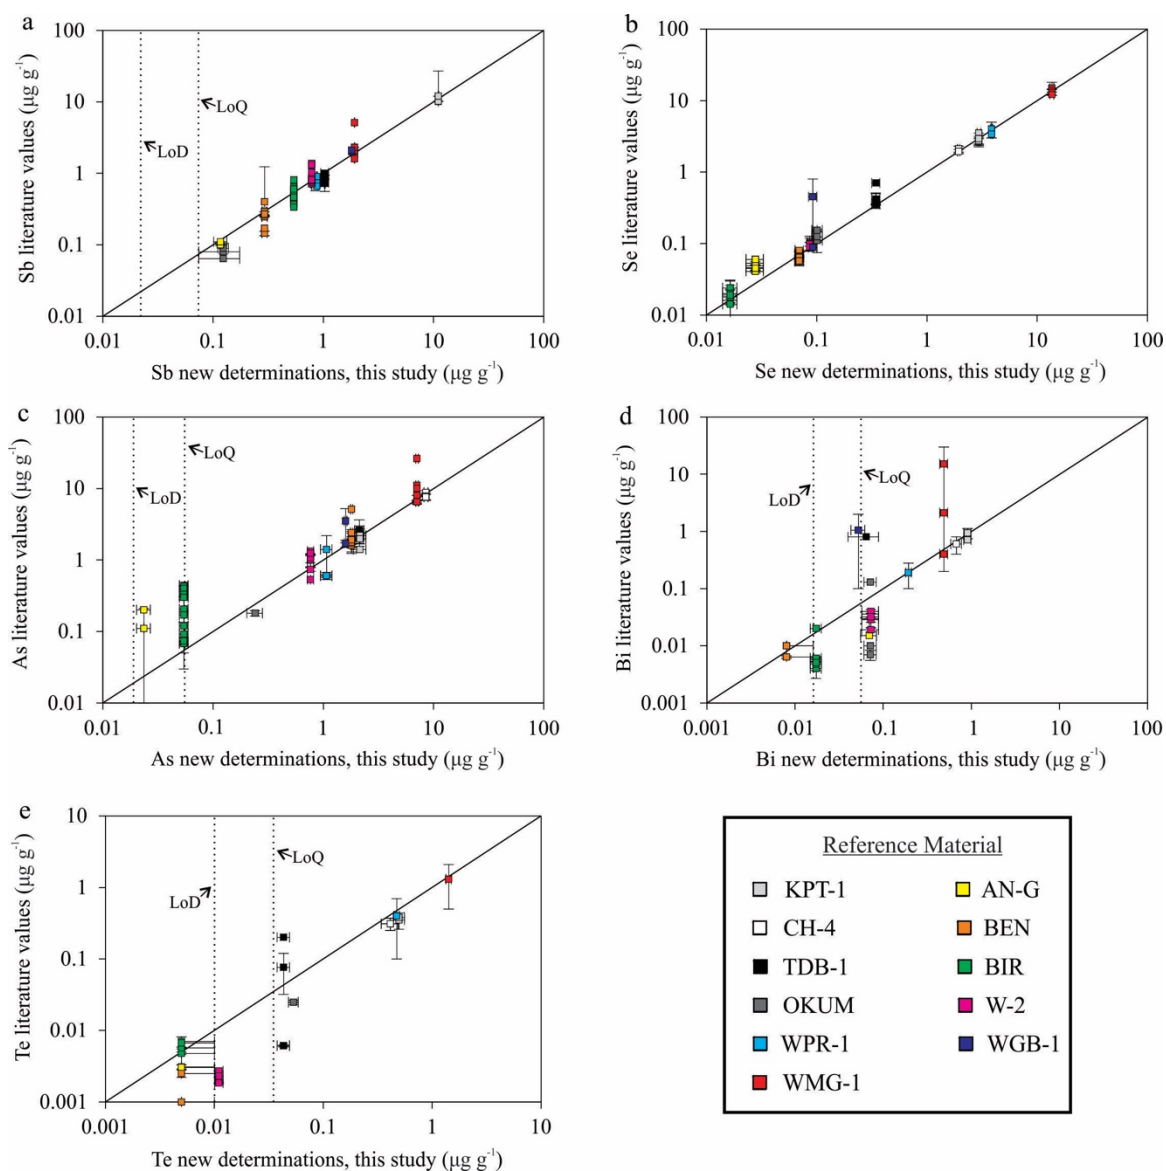 a
100
10
1
0.1
0.01
Sb literature values (µg g-1)
LoD
LoQ
0.01 0.1 1 10 100
Sb new determinations, this study (µg g-1)
b
100
10
1
0.1
0.01
Se literature values (µg g-1)
0.01 0.1 1 10 100
Se new determinations, this study (µg g-1)
c
100
10
1
0.1
0.01
As literature values (µg g-1)
LoD
LoQ
0.01 0.1 1 10 100
As new determinations, this study (µg g-1)
d
100
10
1
0.1
0.01
0.001
Bi literature values (µg g-1)
LoD
LoQ
0.001 0.01 0.1 1 10 100
Bi new determinations, this study (µg g-1)
e
10
1
0.1
0.01
0.001
Te literature values (µg g-1)
LoD
LoQ
0.001 0.01 0.1 1 10
Te new determinations, this study (µg g-1)
Reference Material
KPT-1
CH-4
TDB-1
OKUM
WPR-1
WMG-1
AN-G
BEN
BIR
W-2
WGB-1